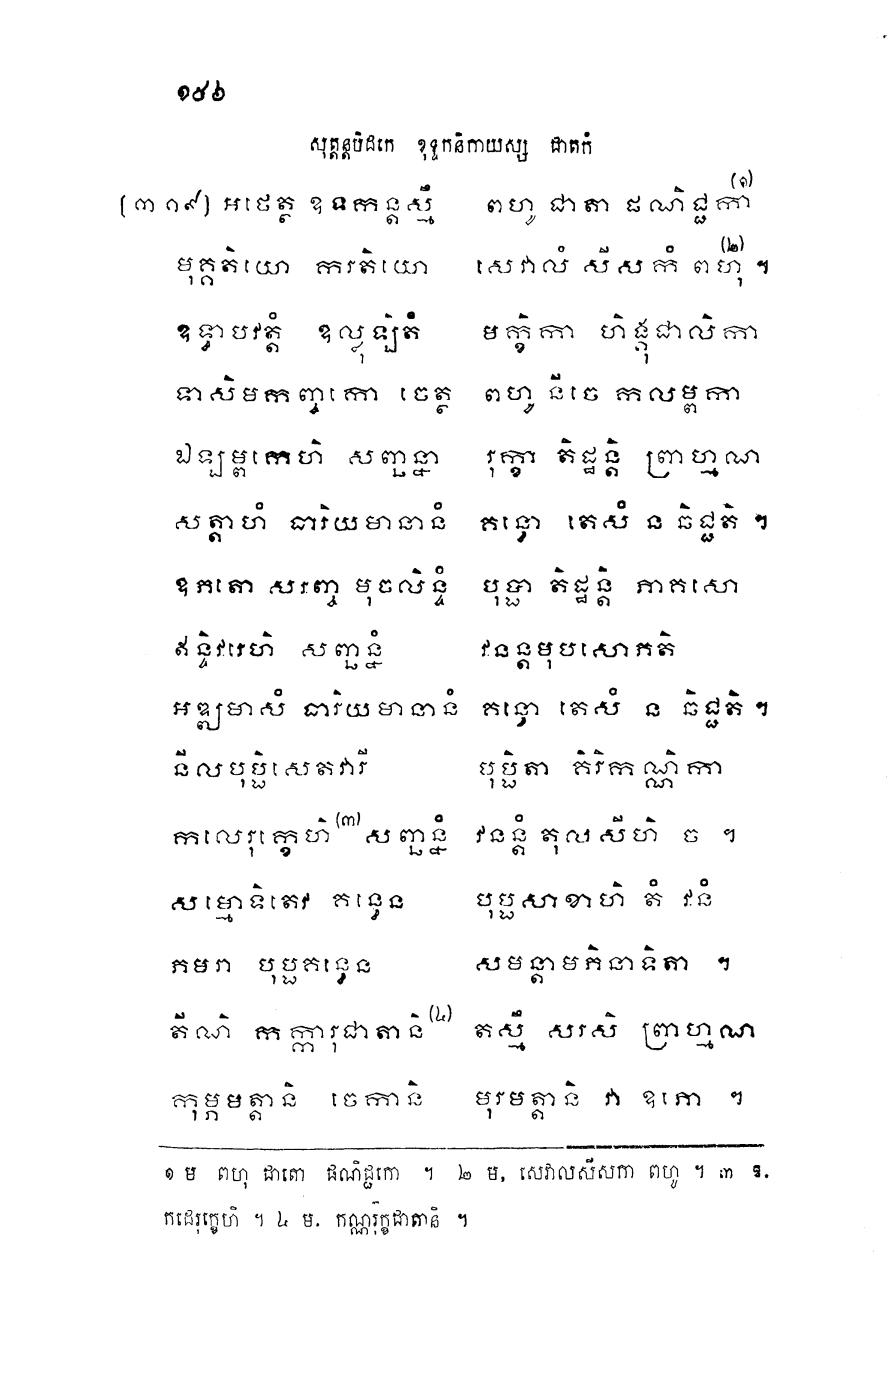 ១៩៦
សុត្តន្តបិដកេ ខុទ្ទកនិកាយស្ស ជាតកំ
[៣១៩] អថេត្ថ ឧទកន្តស្មឹ ពហូ ជាតា ផណិជ្ជកា (១)
មុគ្គតិយោ ករតិយោ សេវាលំ សីសកំ ពហុំ (២) ។
ឧទ្ធាបវត្តំ ឧល្លុឡិតំ មក្ខិកា ហិង្គុជាលិកា
ទាសិមកញ្ចកោ ចេត្ថ ពហូ នីចេ កលម្ពកា
ឯឡម្ពកេហិ សញ្ឆន្នា រុក្ខា តិដ្ឋន្តិ ព្រាហ្មណ
សត្តាហំ ធារិយមានានំ គន្ធោ តេសំ ន ឆិជ្ជតិ ។
ឧភតោ សរញ្ច មុចលិន្ទំ បុប្ផា តិដ្ឋន្តិ ភាគសោ
ឥន្ទិវរេហិ សញ្ឆន្នំ វនន្តមុបសោភតិ
អឌ្ឍមាសំ ធារិយមានានំ គន្ធោ តេសំ ន ឆិជ្ជតិ ។
នីលបុប្ផិសេតវារី បុប្ផិតា គិរិកណ្ណិកា
កលេរុក្ខេហិ (៣) សញ្ឆន្នំ វនន្តំ តុលសីហិ ច ។
សម្មោទិតេវ គន្ធេន បុប្ផសាខាហិ តំ វនំ
ភមរា បុប្ផគន្ធេន សមន្តាមភិនាទិតា ។
តីណិ កក្ការុជាតានិ (៤) តស្មឹ សរសិ ព្រាហ្មណ
កុម្ភមត្តានិ ចេកានិ មុរមត្តានិ វា ឧភោ ។
១ ម ពហុ ជាតោ ផណិជ្ជកោ ។ ២ ម, សេវាលសីសកា ពហូ ។ ៣ ឱ.
កដេរុក្ខេហិ ។ ៤ ម. កណ្ណរុក្ខជាតានិ ។